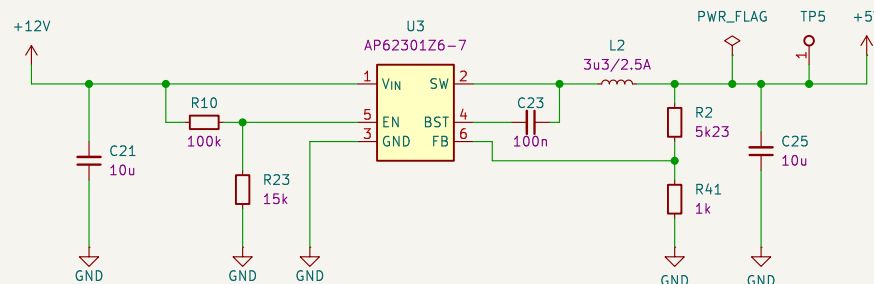 PWR_FLAG
TP5
+12V
U3
+5
AP62301Z6-7
L2
3u3/2.5A
1
1 VIN SW 2
R10
C23
R2
5 EN BST 4
5k23
C21
100k
3 GND FB 6
100n
C25
10u
10u
R23
R41
15k
1k
GND
GND
GND
GND
GND